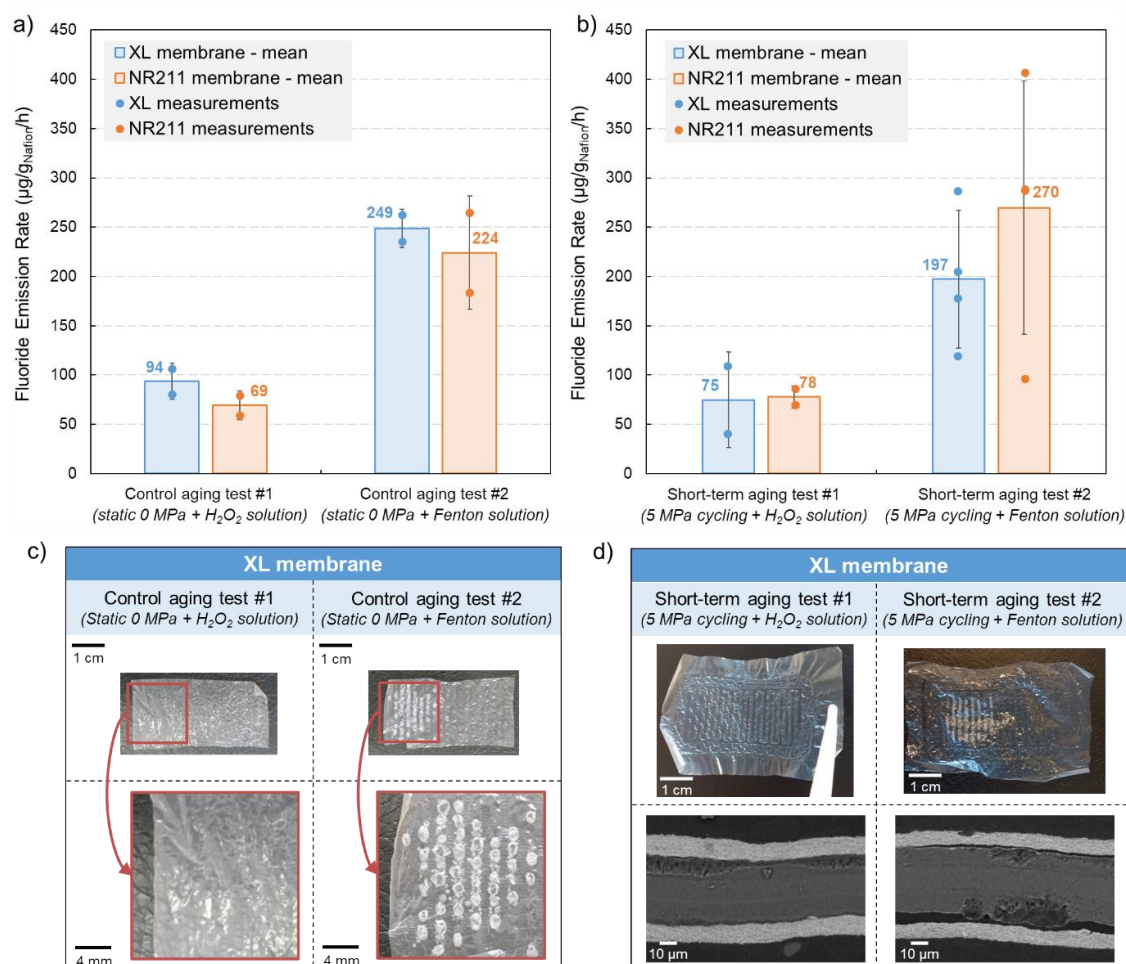 a)
450
400
350
300
250
200
150
100
50
0
Fluoride Emission Rate (µg/g_Nafion/h)
XL membrane - mean
NR211 membrane - mean
XL measurements
NR211 measurements
94
69
249
224
Control aging test #1
(static 0 MPa + H₂O₂ solution)
Control aging test #2
(static 0 MPa + Fenton solution)
b)
450
400
350
300
250
200
150
100
50
0
Fluoride Emission Rate (µg/g_Nafion/h)
XL membrane - mean
NR211 membrane - mean
XL measurements
NR211 measurements
75
78
197
270
Short-term aging test #1
(5 MPa cycling + H₂O₂ solution)
Short-term aging test #2
(5 MPa cycling + Fenton solution)
c)
XL membrane
Control aging test #1
(Static 0 MPa + H₂O₂ solution)
Control aging test #2
(Static 0 MPa + Fenton solution)
1 cm
1 cm
4 mm
4 mm
d)
XL membrane
Short-term aging test #1
(5 MPa cycling + H₂O₂ solution)
Short-term aging test #2
(5 MPa cycling + Fenton solution)
1 cm
1 cm
10 µm
10 µm